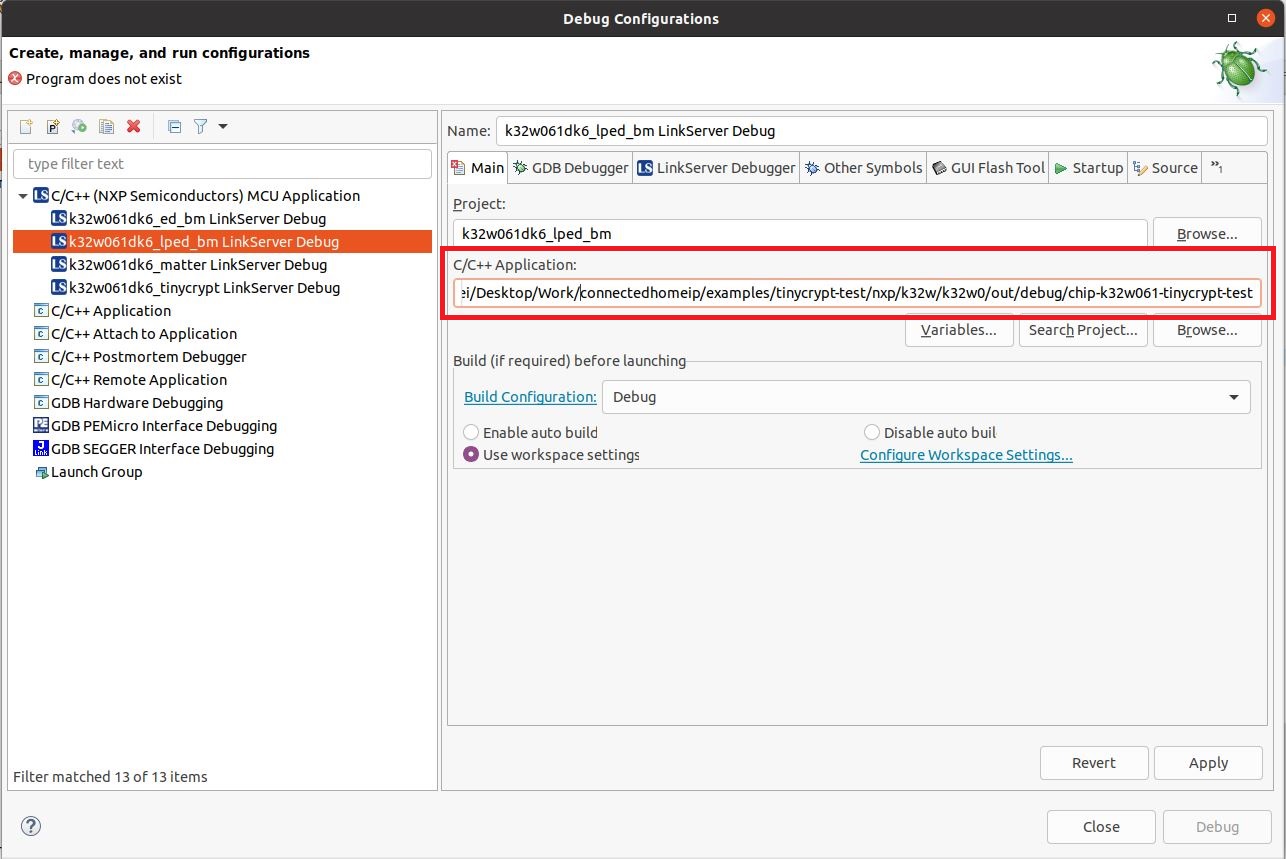 Debug Configurations
Create, manage, and run configurations
Program does not exist
type filter text
C/C++ (NXP Semiconductors) MCU Application
k32w061dk6_ed_bm LinkServer Debug
k32w061dk6_lped_bm LinkServer Debug
k32w061dk6_matter LinkServer Debug
k32w061dk6_tinycrypt LinkServer Debug
C/C++ Application
C/C++ Attach to Application
C/C++ Postmortem Debugger
C/C++ Remote Application
GDB Hardware Debugging
GDB PEMicro Interface Debugging
GDB SEGGER Interface Debugging
Launch Group
Filter matched 13 of 13 items
Name: k32w061dk6_lped_bm LinkServer Debug
Main GDB Debugger LS LinkServer Debugger Other Symbols GUI Flash Tool Startup Source »1
Project:
k32w061dk6_lped_bm Browse...
C/C++ Application:
ei/Desktop/Work/connectedhomeip/examples/tinycrypt-test/nxp/k32w/k32w0/out/debug/chip-k32w061-tinycrypt-test
Variables... Search Project... Browse...
Build (if required) before launching
Build Configuration: Debug
Enable auto build Disable auto buil
Use workspace settings Configure Workspace Settings...
Revert Apply
? Close Debug